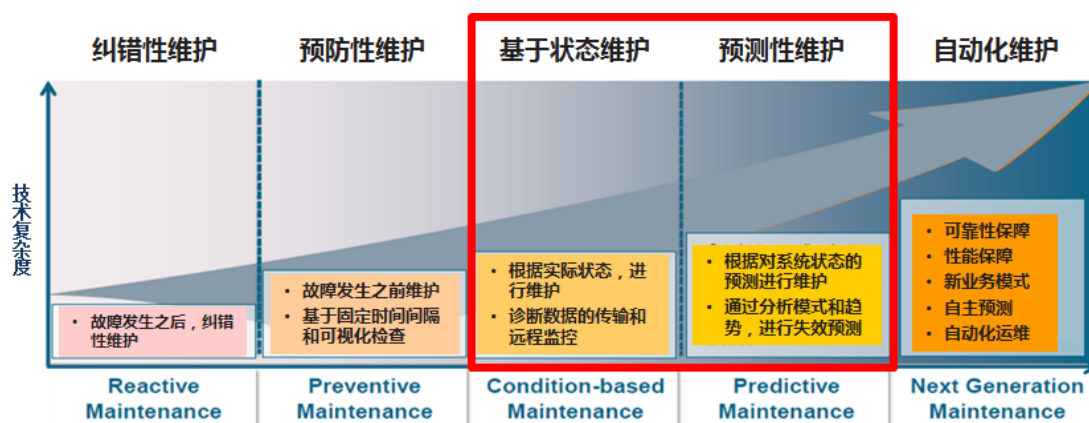 纠错性维护
预防性维护
基于状态维护
预测性维护
自动化维护
技术复杂度
• 故障发生之后，纠错
性维护
• 故障发生之前维护
• 基于固定时间间隔
和可视化检查
• 根据实际状态，进
行维护
• 诊断数据的传输和
远程监控
• 根据对系统状态的
预测进行维护
• 通过分析模式和趋
势，进行失效预测
• 可靠性保障
• 性能保障
• 新业务模式
• 自主预测
• 自动化运维
Reactive
Maintenance
Preventive
Maintenance
Condition-based
Maintenance
Predictive
Maintenance
Next Generation
Maintenance